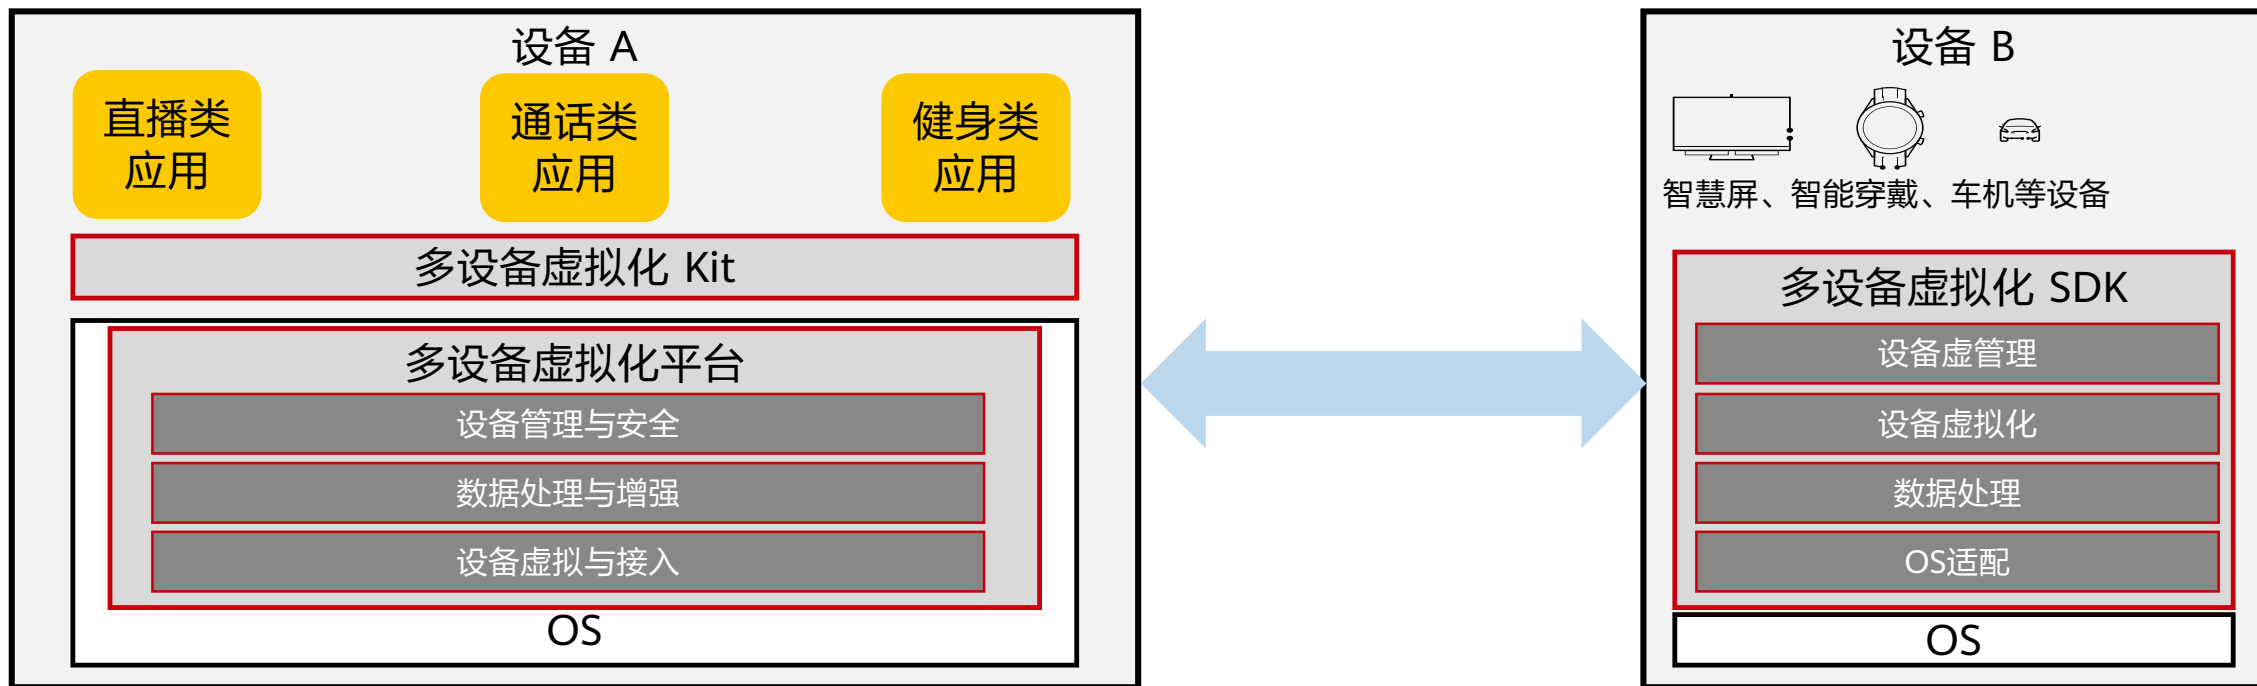 设备 A
直播类
应用
通话类
应用
健身类
应用
多设备虚拟化 Kit
多设备虚拟化平台
设备管理与安全
数据处理与增强
设备虚拟与接入
OS
设备 B
智慧屏、智能穿戴、车机等设备
多设备虚拟化 SDK
设备虚管理
设备虚拟化
数据处理
OS适配
OS